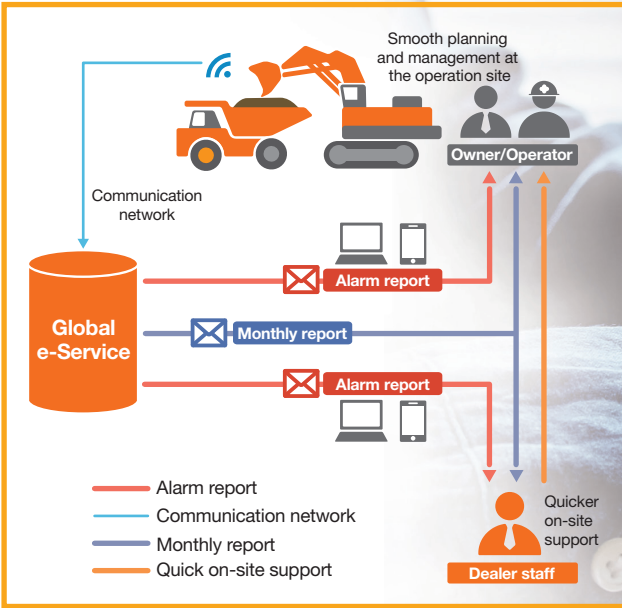 Smooth planning
and management at
the operation site
Owner/Operator
Communication
network
Alarm report
Global
e-Service
Monthly report
Alarm report
Alarm report
Communication network
Monthly report
Quick on-site support
Quicker
on-site
support
Dealer staff